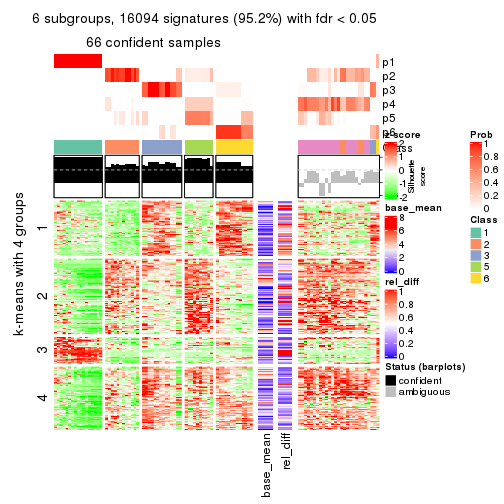 6 subgroups, 16094 signatures (95.2%) with fdr < 0.05
66 confident samples
p1
p2
p3
p4
p5
Class
Silhouette
score
k-means with 4 groups
1
2
3
4
base_mean
rel_diff
z-score
2
1
0
-1
-2
base_mean
8
6
4
2
0
rel_diff
1
0.8
0.6
0.4
0.2
0
Status (barplots)
confident
ambiguous
Prob
1
0.8
0.6
0.4
0.2
0
Class
1
2
3
5
6